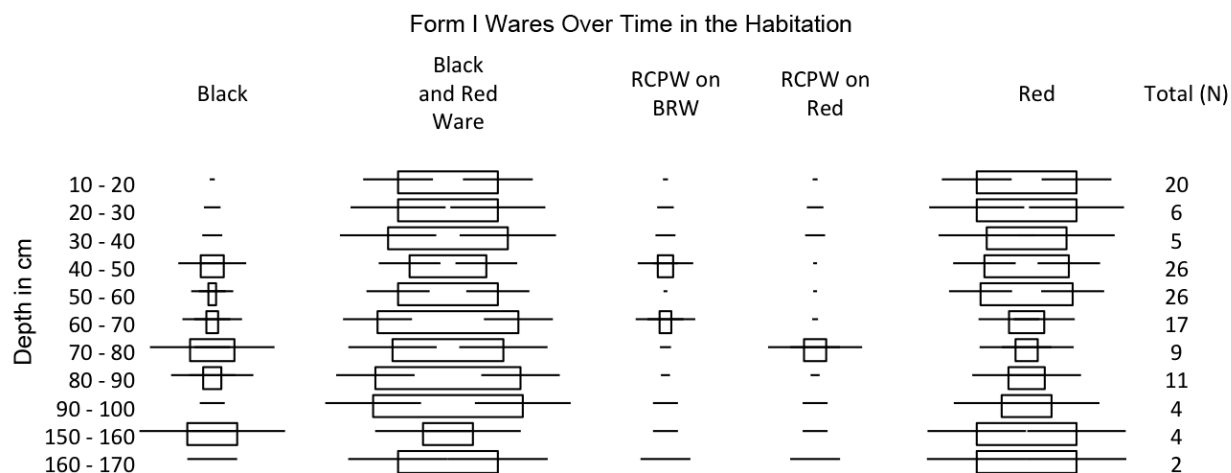 Form I Wares Over Time in the Habitation
Black
Black
and Red
Ware
RCPW on
BRW
RCPW on
Red
Red
Total (N)
Depth in cm
10 - 20 20
20 - 30 6
30 - 40 5
40 - 50 26
50 - 60 26
60 - 70 17
70 - 80 9
80 - 90 11
90 - 100 4
150 - 160 4
160 - 170 2